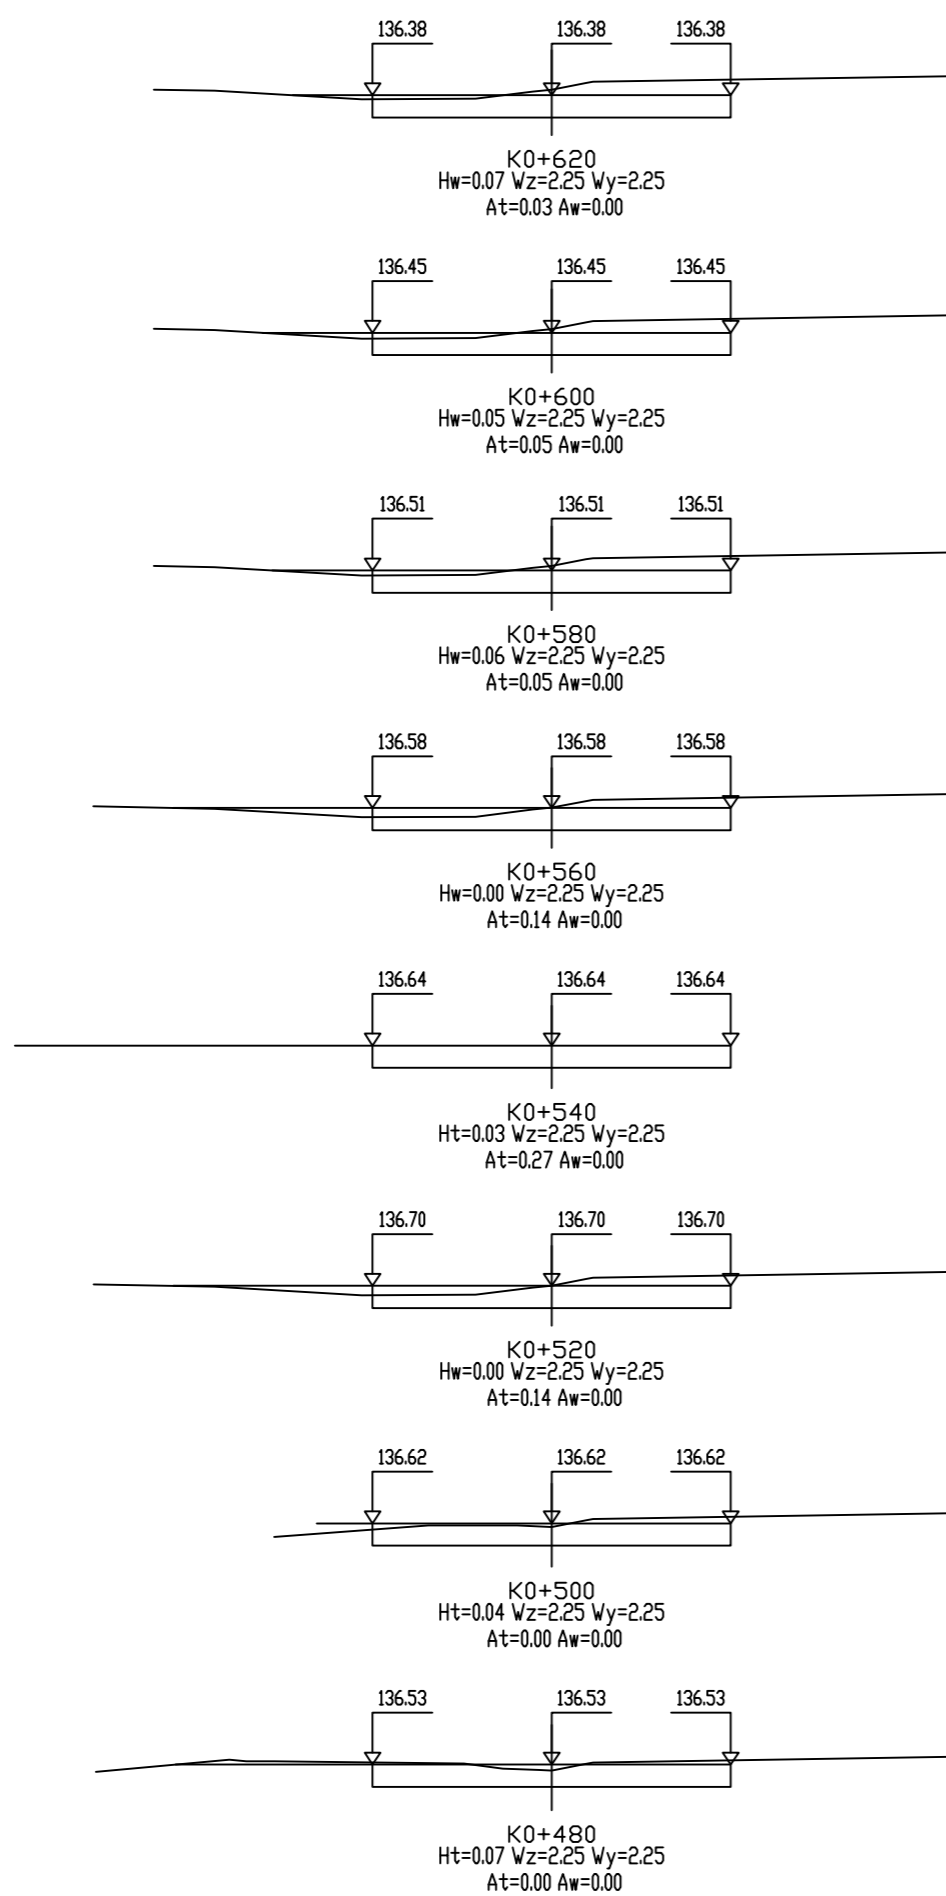 136.38 136.38 136.38
K0+620
Hw=0.07 Wz=2.25 Wy=2.25
At=0.03 Aw=0.00
136.45 136.45 136.45
K0+600
Hw=0.05 Wz=2.25 Wy=2.25
At=0.05 Aw=0.00
136.51 136.51 136.51
K0+580
Hw=0.06 Wz=2.25 Wy=2.25
At=0.05 Aw=0.00
136.58 136.58 136.58
K0+560
Hw=0.00 Wz=2.25 Wy=2.25
At=0.14 Aw=0.00
136.64 136.64 136.64
K0+540
Ht=0.03 Wz=2.25 Wy=2.25
At=0.27 Aw=0.00
136.70 136.70 136.70
K0+520
Hw=0.00 Wz=2.25 Wy=2.25
At=0.14 Aw=0.00
136.62 136.62 136.62
K0+500
Ht=0.04 Wz=2.25 Wy=2.25
At=0.00 Aw=0.00
136.53 136.53 136.53
K0+480
Ht=0.07 Wz=2.25 Wy=2.25
At=0.00 Aw=0.00